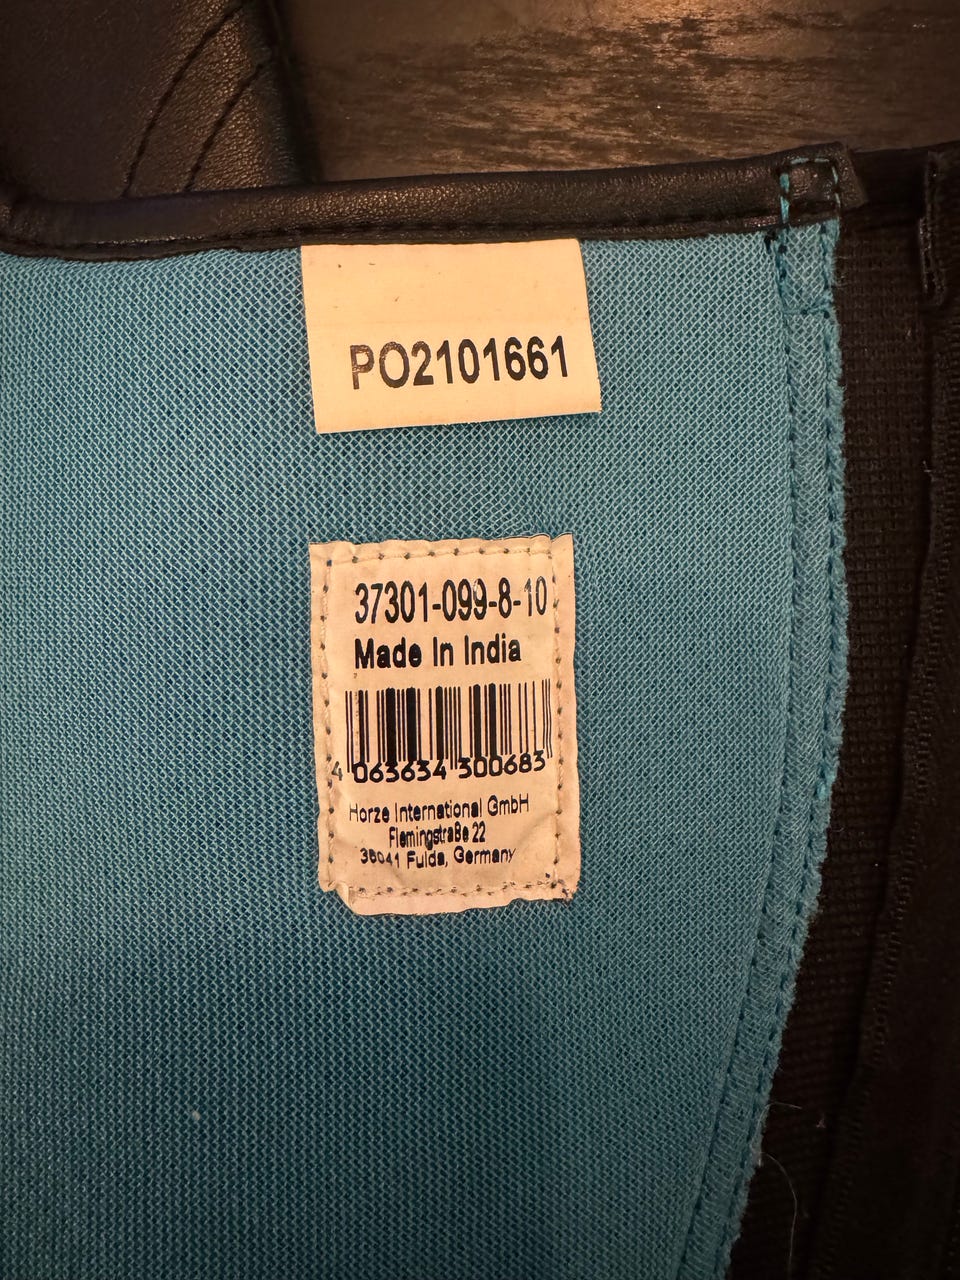 PO2101661
37301-099-8-10
Made In India
4 063634 300683
Horze International GmbH
Flemingstraße 22
36041 Fulda, Germany